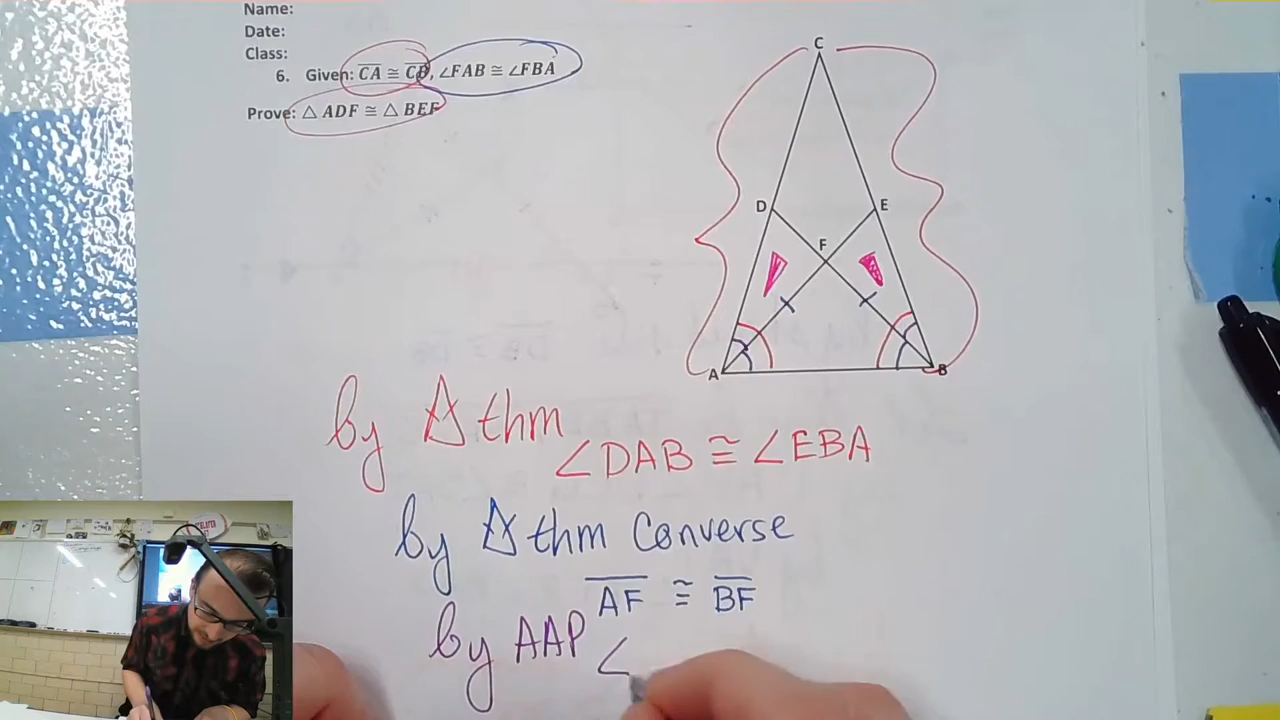 Name:
Date:
Class:
6. Given: CA ≅ CB, ∠FAB ≅ ∠FBA
Prove: △ ADF ≅ △ BEF
C
D
E
F
A
B
by △ thm
∠DAB ≅ ∠EBA
by △ thm Converse
AF ≅ BF
by AAP
∠